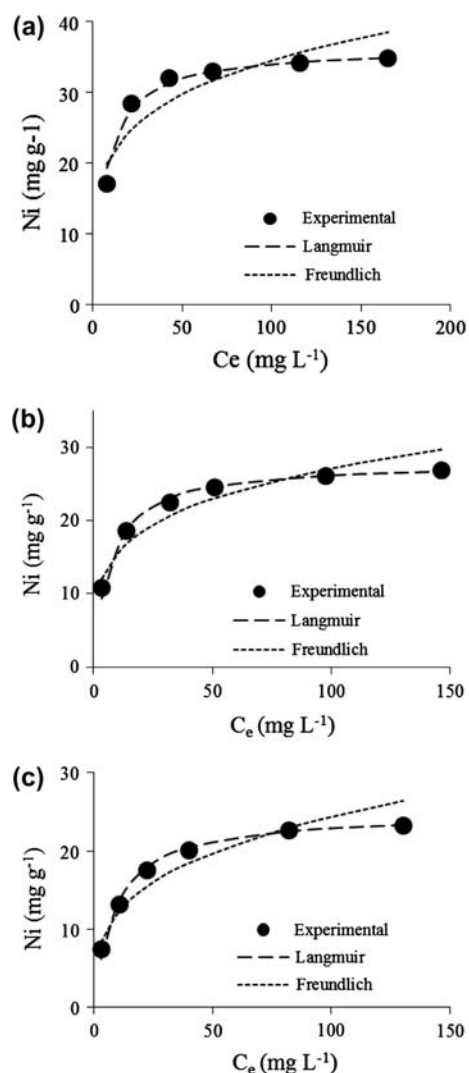 (a)
40
30
20
10
0
Ni (mg g-1)
Experimental
Langmuir
Freundlich
0 50 100 150 200
Ce (mg L-1)
(b)
30
20
10
0
Ni (mg g-1)
Experimental
Langmuir
Freundlich
0 50 100 150
Ce (mg L-1)
(c)
30
20
10
0
Ni (mg g-1)
Experimental
Langmuir
Freundlich
0 50 100 150
Ce (mg L-1)